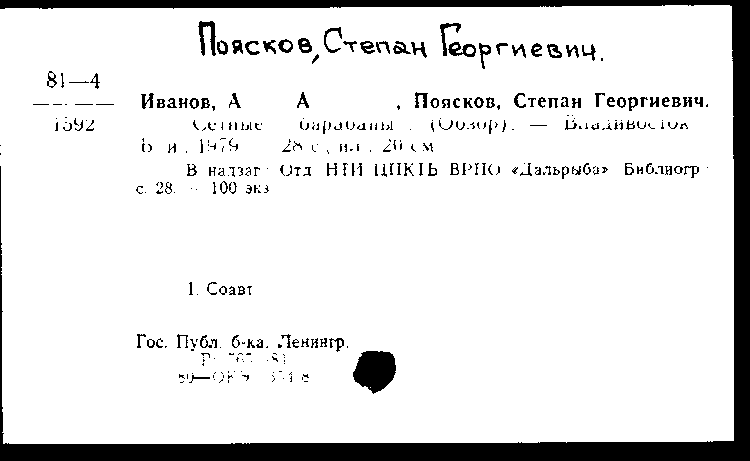 Поясков, Степан Георгиевич.
81—4
1592
Иванов, А А , Поясков, Степан Георгиевич.
Сетные барабаны : (Обзор). — Владивосток
Б и , 1979 28 с , ил , 20 см
В надзаг: Отд НТИ ЦПКТБ ВРПО «Дальрыба» Библиогр:
с. 28. — 100 экз
1. Соавт
Гос. Публ. б-ка. Ленингр.